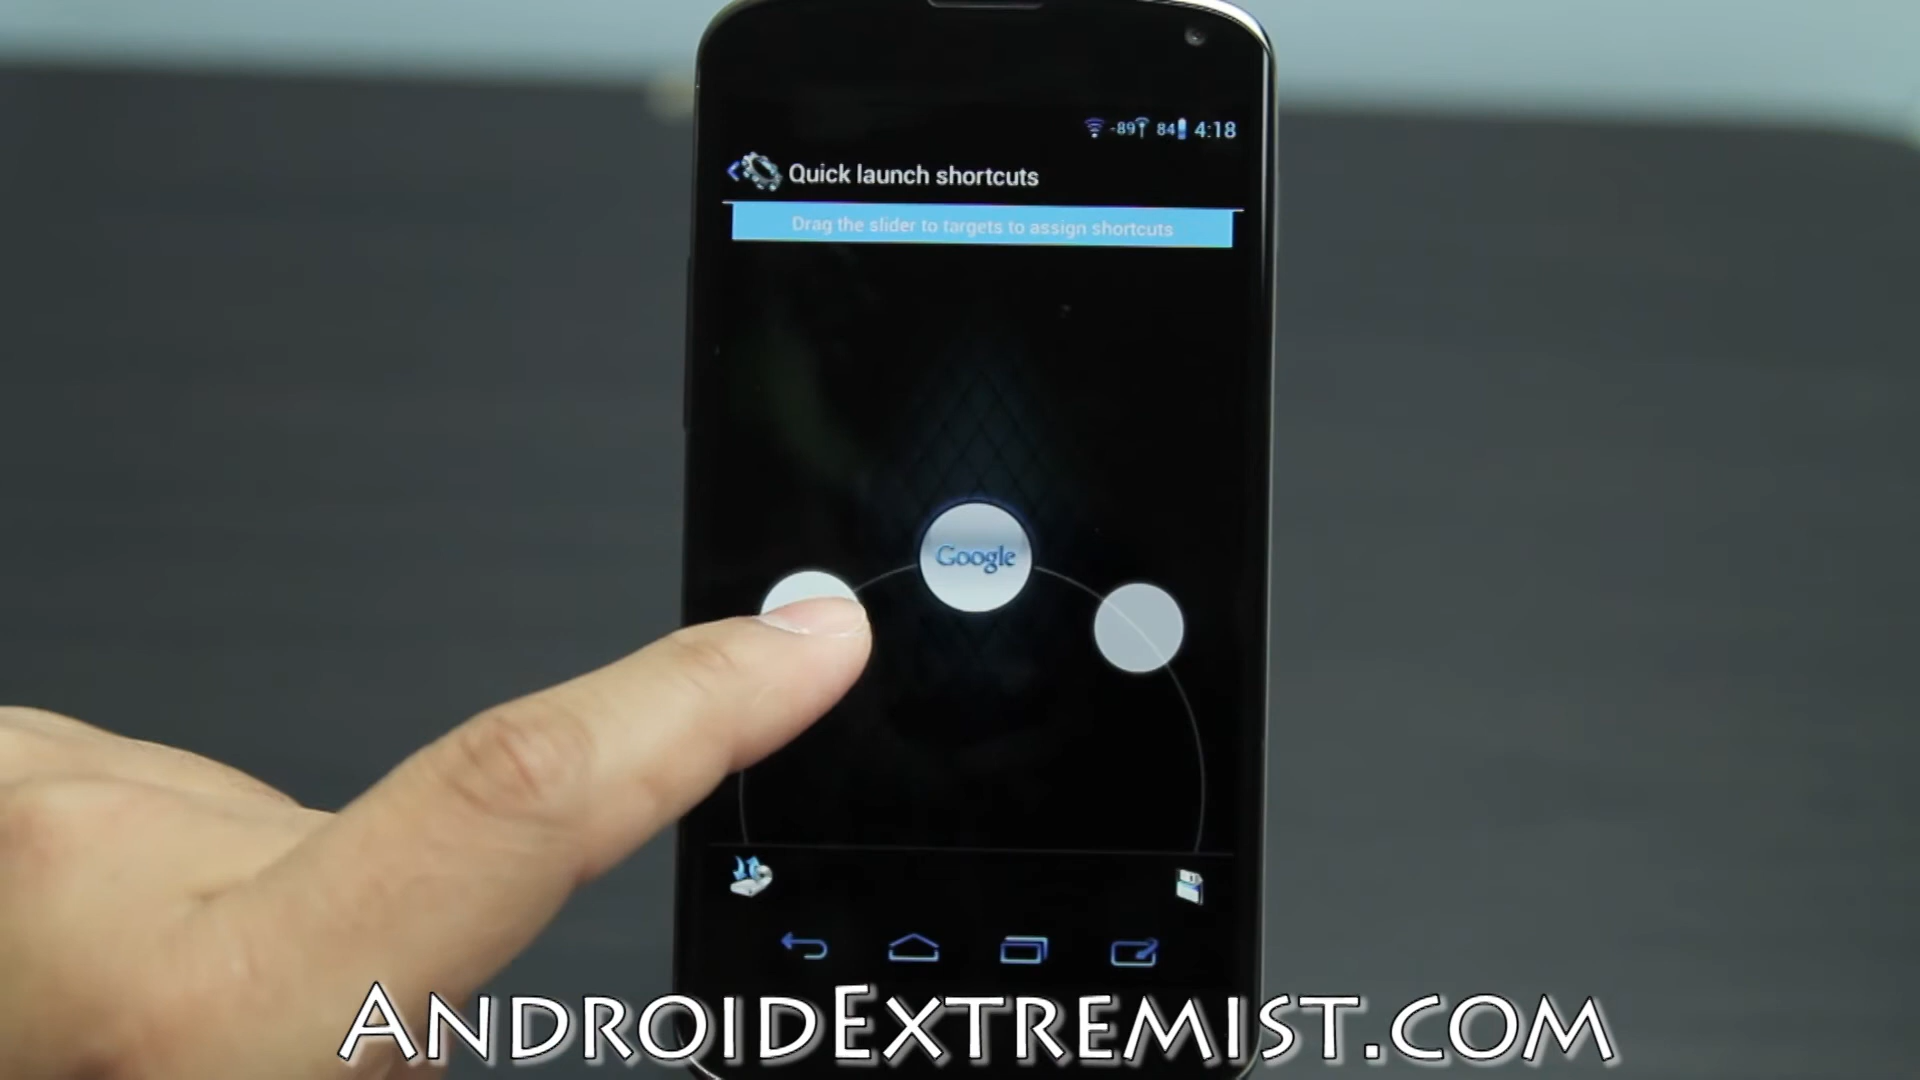 -89 84 4:18
Quick launch shortcuts
Drag the slider to targets to assign shortcuts
Google
ANDROIDEXTREMIST.COM